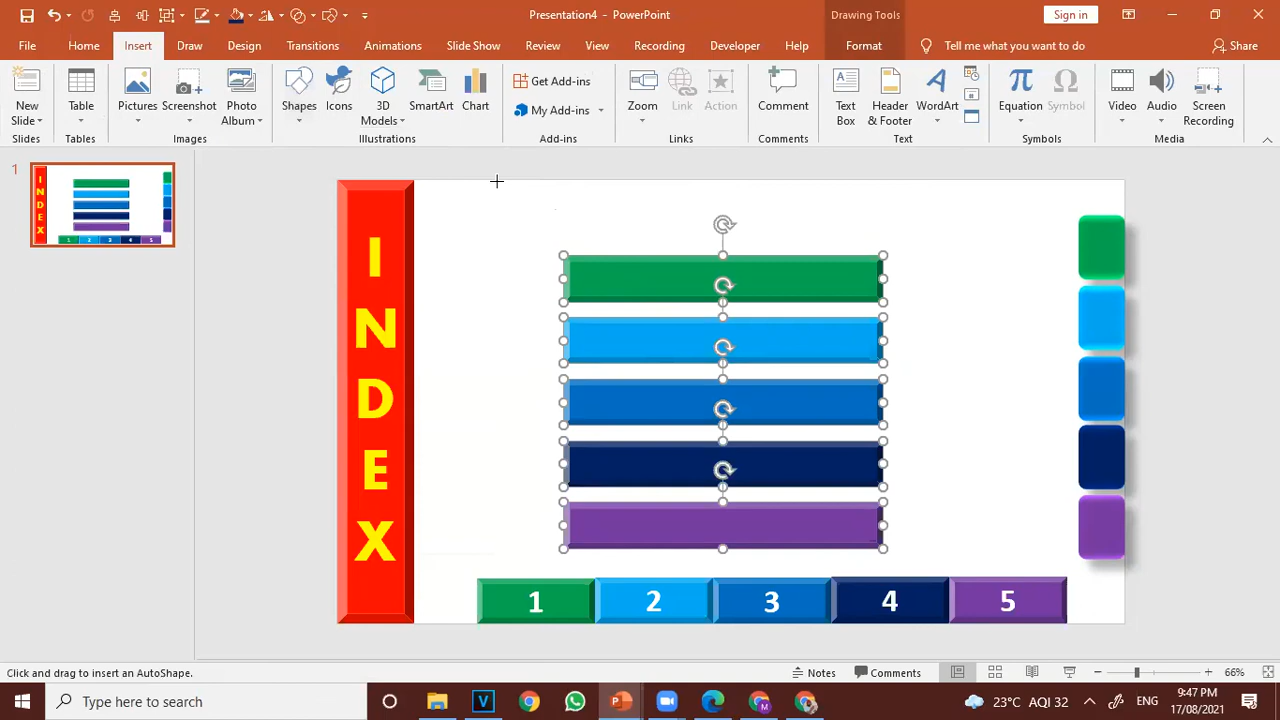 Presentation4 - PowerPoint
Drawing Tools
Sign in
File
Home
Insert
Draw
Design
Transitions
Animations
Slide Show
Review
View
Recording
Developer
Help
Format
Tell me what you want to do
Share
New
Slide
Table
Pictures
Screenshot
Photo
Album
Shapes
Icons
3D
Models
SmartArt
Chart
Get Add-ins
My Add-ins
Zoom
Link
Action
Comment
Text
Box
Header
& Footer
WordArt
Equation
Symbol
Video
Audio
Screen
Recording
Slides
Tables
Images
Illustrations
Add-ins
Links
Comments
Text
Symbols
Media
1
I
N
D
E
X
1 2 3 4 5
I
N
D
E
X
1 2 3 4 5
Click and drag to insert an AutoShape.
Notes
Comments
66%
Type here to search
23°C AQI 32
ENG
9:47 PM
17/08/2021